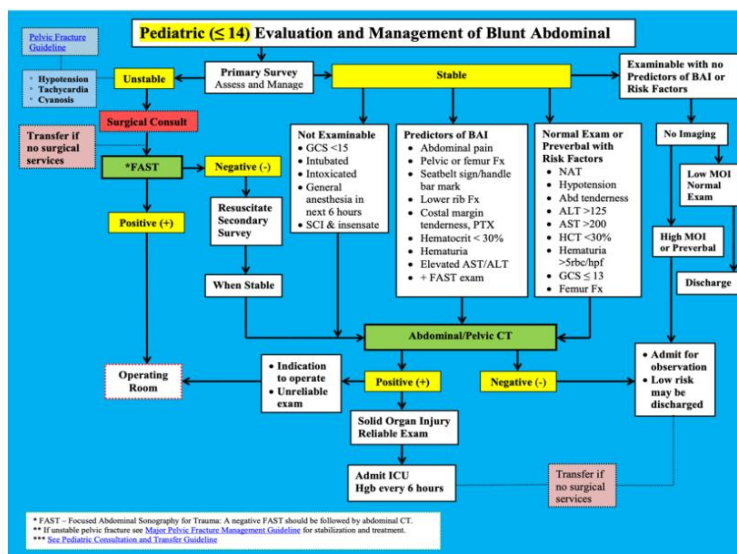 Pediatric (≤ 14) Evaluation and Management of Blunt Abdominal
Pelvic Fracture
Guideline
Hypotension
Tachycardia
Cyanosis
Unstable
Primary Survey
Assess and Manage
Stable
Examinable with no
Predictors of BAI or
Risk Factors
Surgical Consult
Transfer if
no surgical
services
*FAST
Negative (-)
Positive (+)
Resuscitate
Secondary
Survey
When Stable
Not Examinable
• GCS <15
• Intubated
• Intoxicated
• General
anesthesia in
next 6 hours
• SCI & insensate
Predictors of BAI
• Abdominal pain
• Pelvic or femur Fx
• Seatbelt sign/handle
bar mark
• Lower rib Fx
• Costal margin
tenderness, PTX
• Hematocrit < 30%
• Hematuria
• Elevated AST/ALT
• + FAST exam
Normal Exam or
Preverbal with
Risk Factors
• NAT
• Hypotension
• Abd tenderness
• ALT >125
• AST >200
• HCT <30%
• Hematuria
>5rbc/hpf
• GCS ≤ 13
• Femur Fx
No Imaging
Low MOI
Normal
Exam
High MOI
or Preverbal
Discharge
Abdominal/Pelvic CT
Operating
Room
• Indication
to operate
• Unreliable
exam
Positive (+)
Negative (-)
• Admit for
observation
• Low risk
may be
discharged
Solid Organ Injury
Reliable Exam
Admit ICU
Hgb every 6 hours
Transfer if
no surgical
services
* FAST – Focused Abdominal Sonography for Trauma: A negative FAST should be followed by abdominal CT.
** If unstable pelvic fracture see Major Pelvic Fracture Management Guideline for stabilization and treatment.
*** See Pediatric Consultation and Transfer Guideline